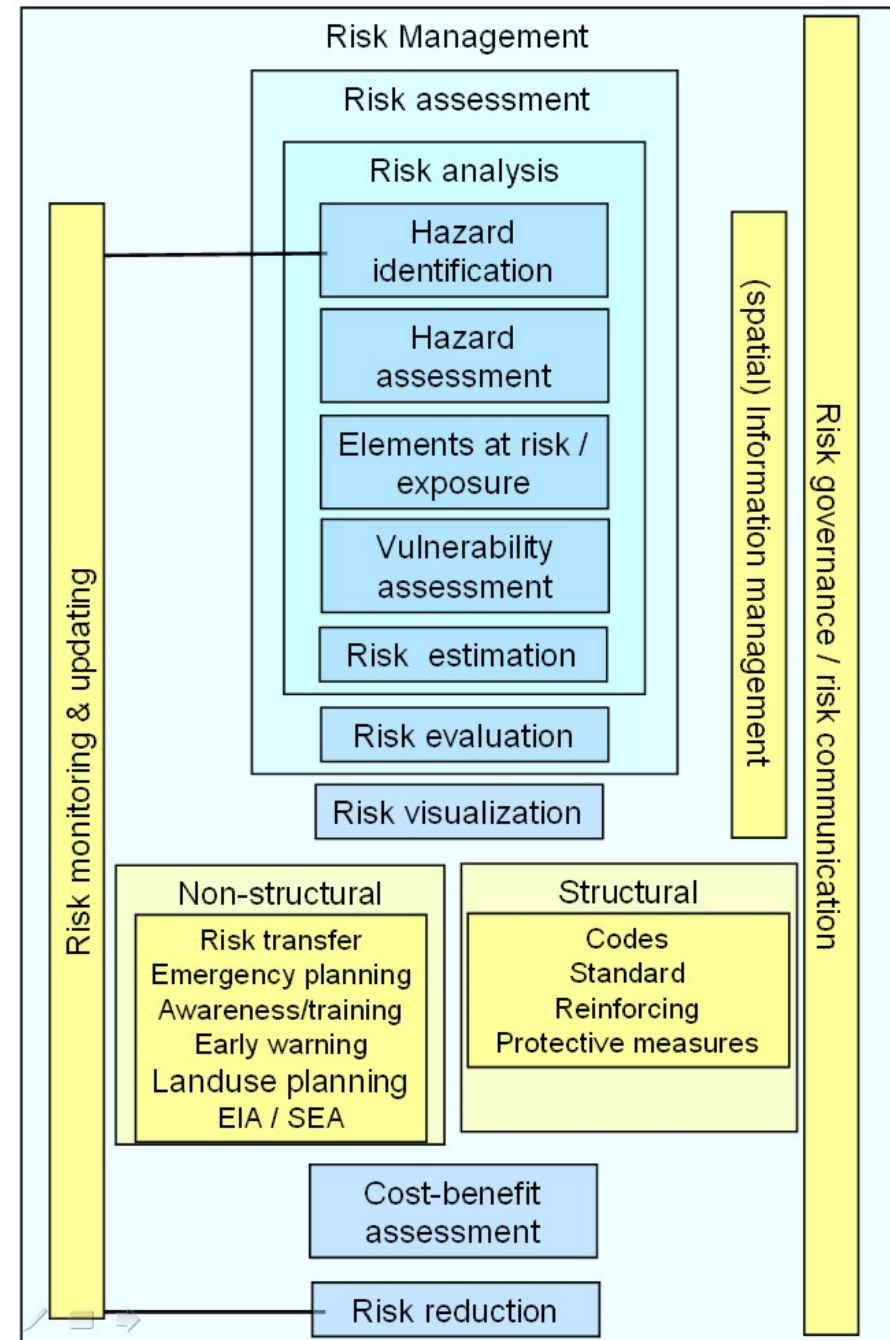 Risk Management
Risk assessment
Risk analysis
Hazard
identification
Hazard
assessment
Elements at risk /
exposure
Vulnerability
assessment
Risk estimation
Risk evaluation
Risk visualization
Risk monitoring & updating
(spatial) Information management
Risk governance / risk communication
Non-structural
Risk transfer
Emergency planning
Awareness/training
Early warning
Landuse planning
EIA / SEA
Structural
Codes
Standard
Reinforcing
Protective measures
Cost-benefit
assessment
Risk reduction